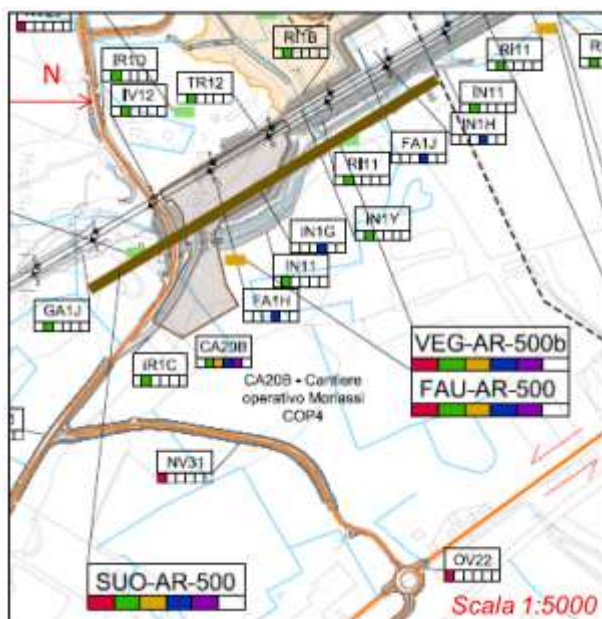 RI1B
RI11
IR1D
N
TR12
IV12
IN11
IN1H
FA1J
RI11
IN1Y
IN1G
IN11
GA1J
FA1H
VEG-AR-500b
CA20B
IR1C
FAU-AR-500
CA20B - Cantiere
operativo Moriassi
COP4
NV31
OV22
SUO-AR-500
Scala 1:5000